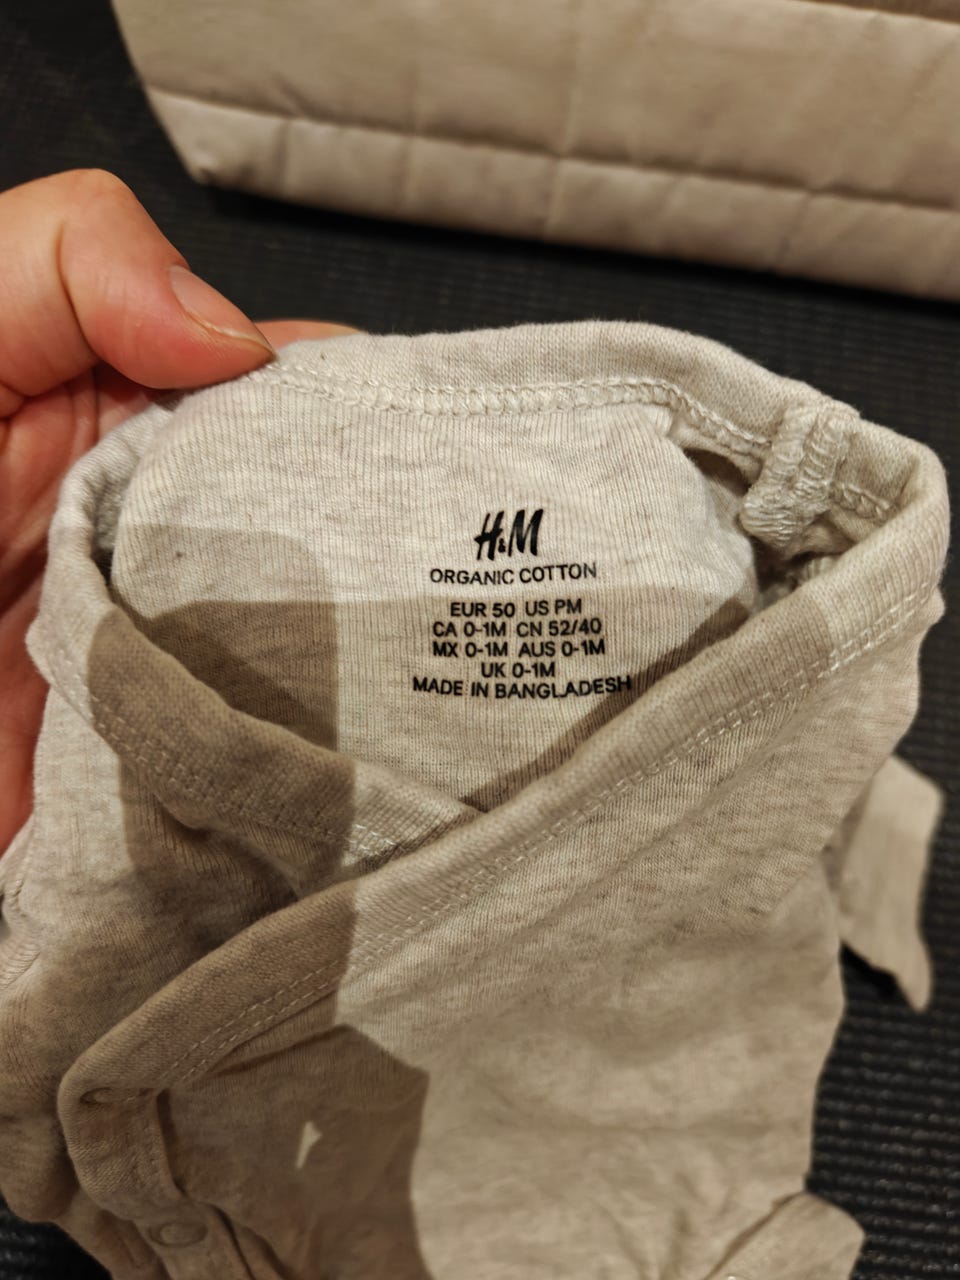 H&M
ORGANIC COTTON
EUR 50 US PM
CA 0-1M CN 52/40
MX 0-1M AUS 0-1M
UK 0-1M
MADE IN BANGLADESH